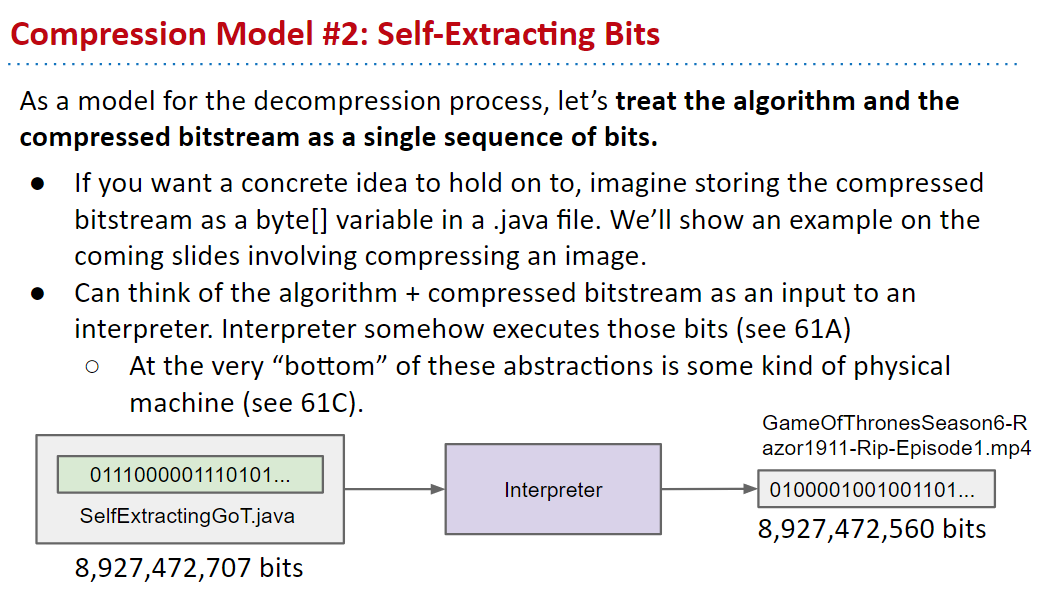 Compression Model #2: Self-Extracting Bits
As a model for the decompression process, let’s treat the algorithm and the
compressed bitstream as a single sequence of bits.
● If you want a concrete idea to hold on to, imagine storing the compressed
bitstream as a byte[] variable in a .java file. We’ll show an example on the
coming slides involving compressing an image.
● Can think of the algorithm + compressed bitstream as an input to an
interpreter. Interpreter somehow executes those bits (see 61A)
○ At the very “bottom” of these abstractions is some kind of physical
machine (see 61C).
0111000001110101...
SelfExtractingGoT.java
8,927,472,707 bits
Interpreter
GameOfThronesSeason6-R
azor1911-Rip-Episode1.mp4
0100001001001101...
8,927,472,560 bits